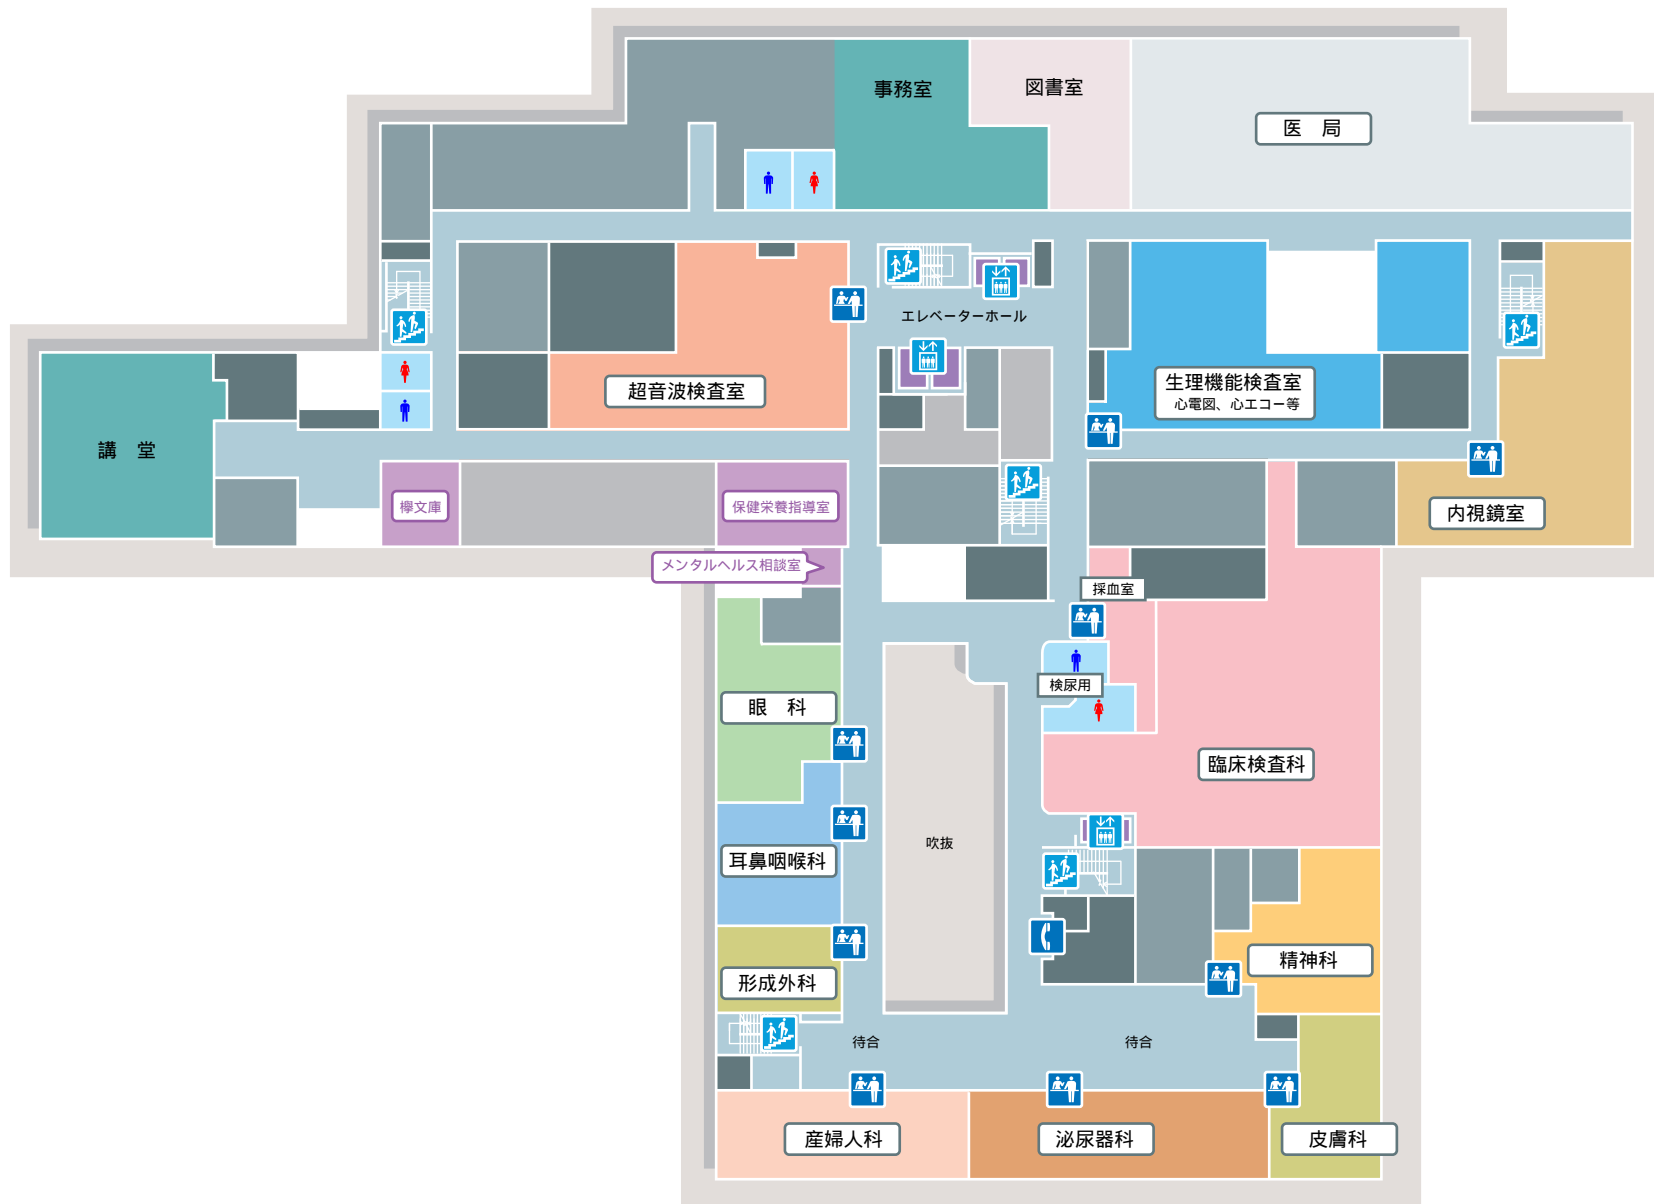 事務室
図書室
医　局
エレベーターホール
超音波検査室
生理機能検査室
心電図、心エコー等
講　堂
欅文庫
保健栄養指導室
内視鏡室
メンタルヘルス相談室
採血室
検尿用
眼　科
臨床検査科
吹抜
耳鼻咽喉科
精神科
形成外科
待合
待合
産婦人科
泌尿器科
皮膚科